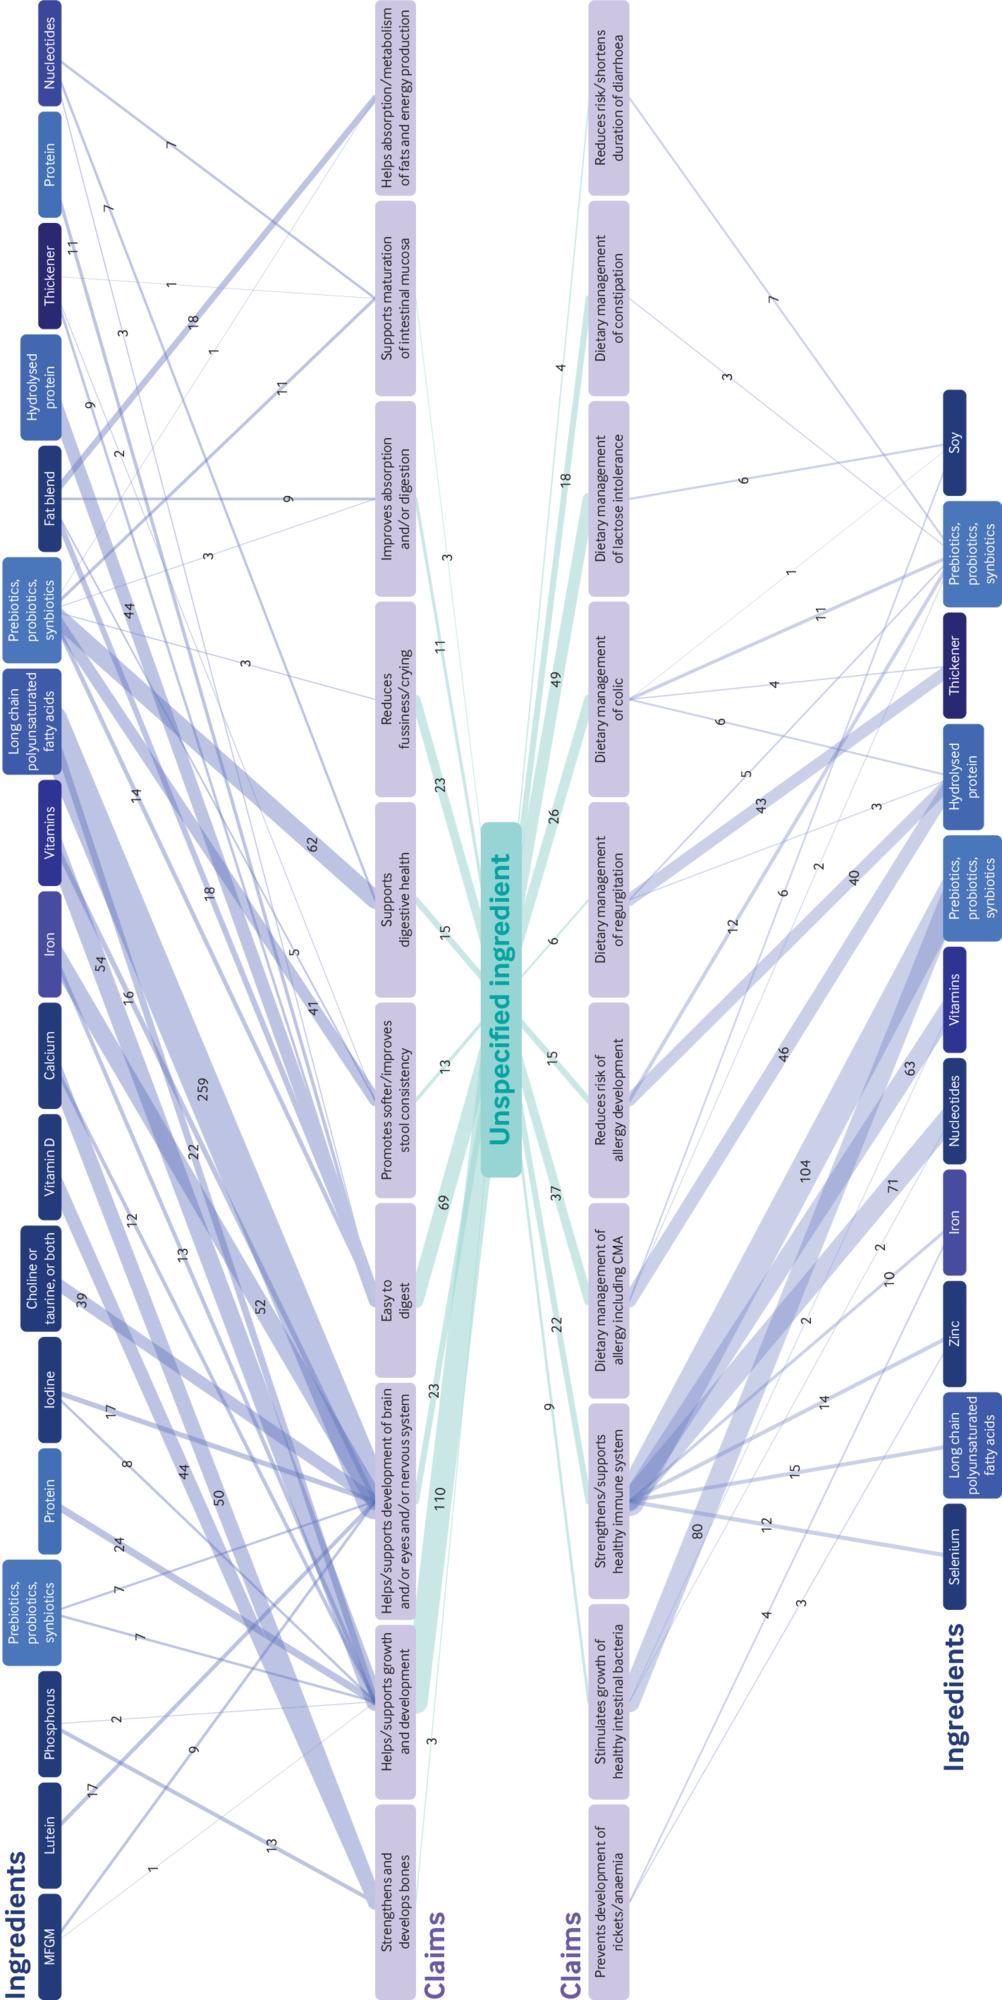 Ingredients
MFGM
Lutein
Phosphorus
Prebiotics,
probiotics,
synbiotics
Protein
Iodine
Choline or
taurine, or both
Vitamin D
Calcium
Iron
Vitamins
Long chain
polyunsaturated
fatty acids
Prebiotics,
probiotics,
synbiotics
Fat blend
Hydrolysed
protein
Thickener
Protein
Nucleotides
11
39
9
17
54
7
17
2
24
7
2
3
8
16
44
12
14
1
1
7
13
44
9
22
18
259
18
3
1
50
3
52
13
11
9
5
41
62
Strengthens and
develops bones
Helps/supports growth
and development
Helps/supports development of brain
and/or eyes and/or nervous system
Easy to
digest
Promotes softer/improves
stool consistency
Supports
digestive health
Reduces
fussiness/crying
Improves absorption
and/or digestion
Supports maturation
of intestinal mucosa
Helps absorption/metabolism
of fats and energy production
Claims
3
110
23
69
13
15
23
11
3
Unspecified ingredient
9
22
37
15
6
26
49
18
4
Claims
Prevents development of
rickets/anaemia
Stimulates growth of
healthy intestinal bacteria
Strengthens/supports
healthy immune system
Dietary management of
allergy including CMA
Reduces risk of
allergy development
Dietary management
of regurgitation
Dietary management
of colic
Dietary management
of lactose intolerance
Dietary management
of constipation
Reduces risk/shortens
duration of diarrhoea
80
6
3
12
6
5
43
4
12
4
7
46
6
1
3
15
2
104
2
11
14
40
3
2
10
71
63
Ingredients
Selenium
Long chain
polyunsaturated
fatty acids
Zinc
Iron
Nucleotides
Vitamins
Prebiotics,
probiotics,
synbiotics
Hydrolysed
protein
Thickener
Prebiotics,
probiotics,
synbiotics
Soy